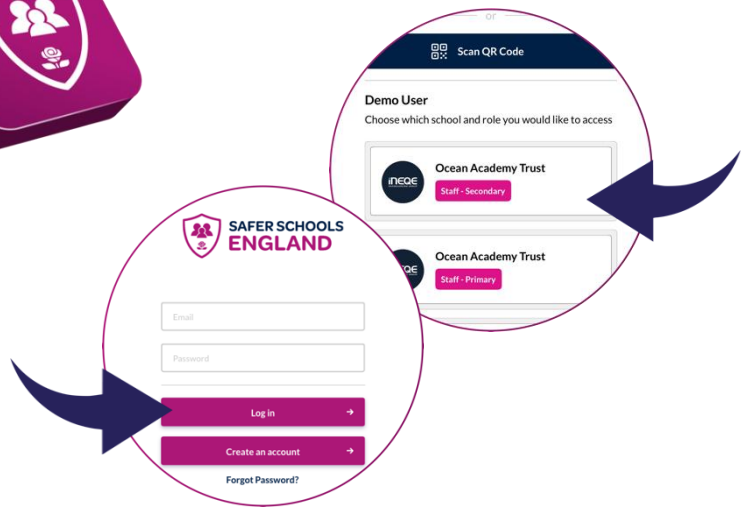 or
Scan QR Code
Demo User
Choose which school and role you would like to access
iNEQE
Ocean Academy Trust
Staff - Secondary
Ocean Academy Trust
Staff - Primary
SAFER SCHOOLS
ENGLAND
Email
Password
Log in
Create an account
Forgot Password?